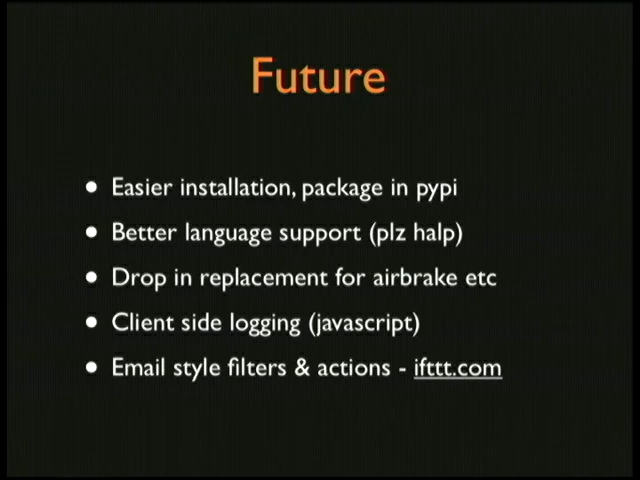 Future
• Easier installation, package in pypi
• Better language support (plz halp)
• Drop in replacement for airbrake etc
• Client side logging (javascript)
• Email style filters & actions - ifttt.com